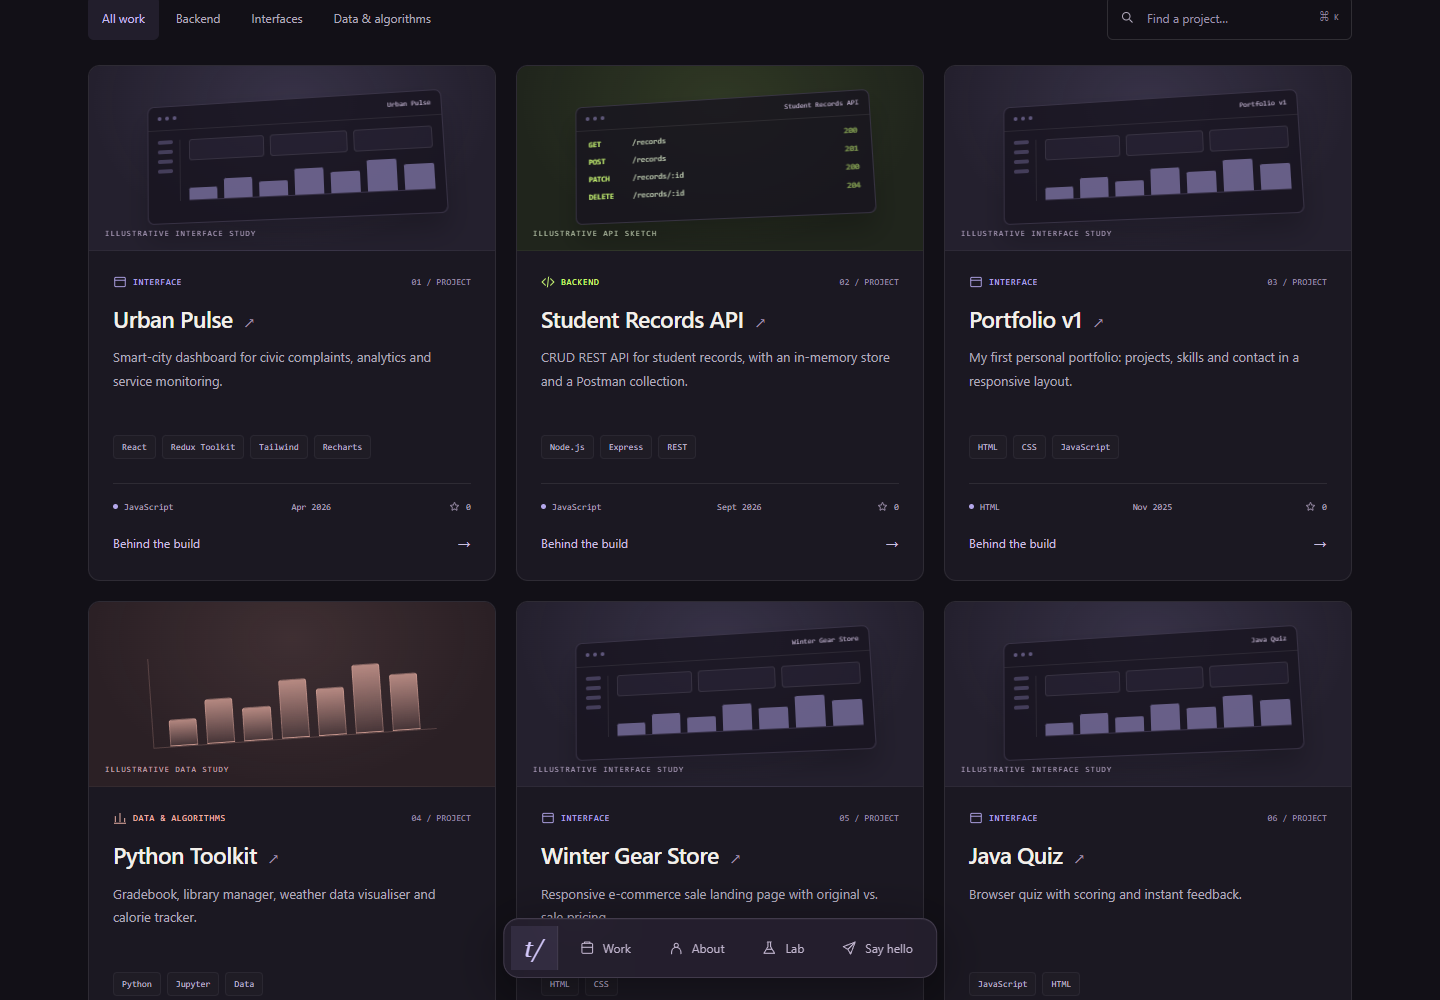 All work
Backend
Interfaces
Data & algorithms
Find a project...
⌘ K
Urban Pulse
ILLUSTRATIVE INTERFACE STUDY
INTERFACE
01 / PROJECT
Urban Pulse ↗
Smart-city dashboard for civic complaints, analytics and
service monitoring.
React
Redux Toolkit
Tailwind
Recharts
JavaScript
Apr 2026
0
Behind the build →
Student Records API
GET /records 200
POST /records 201
PATCH /records/:id 200
DELETE /records/:id 204
ILLUSTRATIVE API SKETCH
BACKEND
02 / PROJECT
Student Records API ↗
CRUD REST API for student records, with an in-memory store
and a Postman collection.
Node.js
Express
REST
JavaScript
Sept 2026
0
Behind the build →
Portfolio v1
ILLUSTRATIVE INTERFACE STUDY
INTERFACE
03 / PROJECT
Portfolio v1 ↗
My first personal portfolio: projects, skills and contact in a
responsive layout.
HTML
CSS
JavaScript
HTML
Nov 2025
0
Behind the build →
ILLUSTRATIVE DATA STUDY
DATA & ALGORITHMS
04 / PROJECT
Python Toolkit ↗
Gradebook, library manager, weather data visualiser and
calorie tracker.
Python
Jupyter
Data
Winter Gear Store
ILLUSTRATIVE INTERFACE STUDY
INTERFACE
05 / PROJECT
Winter Gear Store ↗
Responsive e-commerce sale landing page with original vs.
sale pricing.
HTML
CSS
Java Quiz
ILLUSTRATIVE INTERFACE STUDY
INTERFACE
06 / PROJECT
Java Quiz ↗
Browser quiz with scoring and instant feedback.
JavaScript
HTML
t/
Work
About
Lab
Say hello